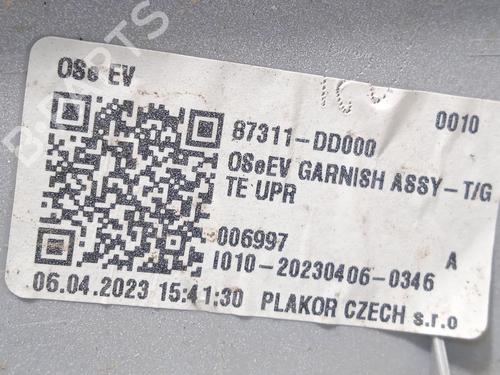 OSe EV
0010
87311-DD000
OSeEV GARNISH ASSY-T/G
TE UPR
006997
I010-20230406-0346 A
06.04.2023 15:41:30 PLAKOR CZECH s.r.o
B-PARTS